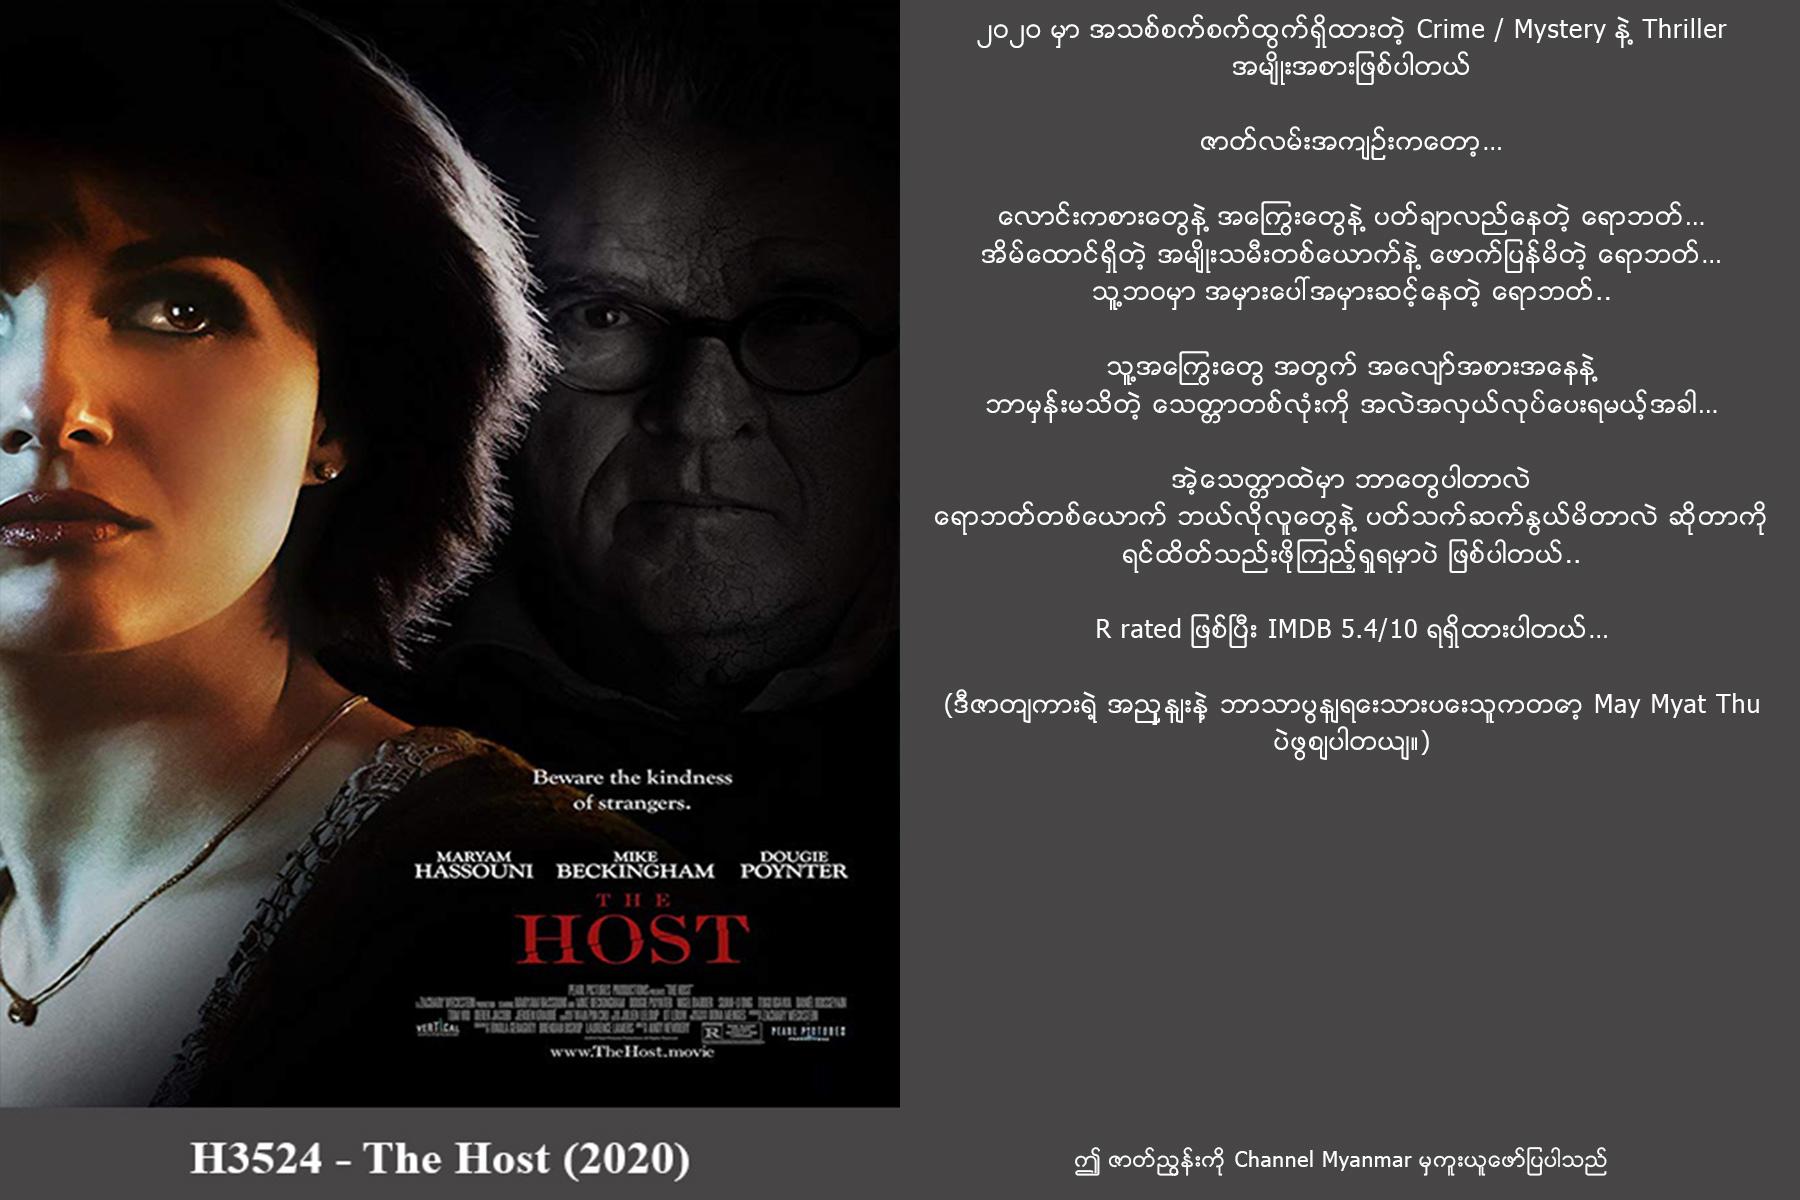 ၂၀၂၀ မှာ အသစ်စက်စက်ထွက်ရှိထားတဲ့ Crime / Mystery နဲ့ Thriller
အမျိုးအစားဖြစ်ပါတယ်
ဇာတ်လမ်းအကျဉ်းကတော့...
လောင်းကစားတွေနဲ့ အကြွေးတွေနဲ့ ပတ်ချာလည်နေတဲ့ ရောဘတ်...
အိမ်ထောင်ရှိတဲ့ အမျိုးသမီးတစ်ယောက်နဲ့ ဖောက်ပြန်မိတဲ့ ရောဘတ်...
သူ့ဘဝမှာ အမှားပေါ်အမှားဆင့်နေတဲ့ ရောဘတ်..
သူ့အကြွေးတွေ အတွက် အလျော်အစားအနေနဲ့
ဘာမှန်းမသိတဲ့ သေတ္တာတစ်လုံးကို အလဲအလှယ်လုပ်ပေးရမယ့်အခါ...
အဲ့သေတ္တာထဲမှာ ဘာတွေပါတာလဲ
ရောဘတ်တစ်ယောက် ဘယ်လိုလူတွေနဲ့ ပတ်သက်ဆက်နွယ်မိတာလဲ ဆိုတာကို
ရင်ထိတ်သည်းဖိုကြည့်ရှုရမှာပဲ ဖြစ်ပါတယ်..
R rated ဖြစ်ပြီး IMDB 5.4/10 ရရှိထားပါတယ်...
(ဒီဇာတျကားရဲ့ အညှနျးနဲ့ ဘာသာပွနျရေးသားပေးသူကတော့ May Myat Thu
ပဲဖွစျပါတယျ။)
Beware the kindness
of strangers.
MARYAM HASSOUNI MIKE BECKINGHAM DOUGIE POYNTER
THE
HOST
VERTICAL
R
PEARL PICTURES
www.TheHost.movie
H3524 - The Host (2020)
ဤ ဇာတ်ညွှန်းကို Channel Myanmar မှကူးယူဖော်ပြပါသည်